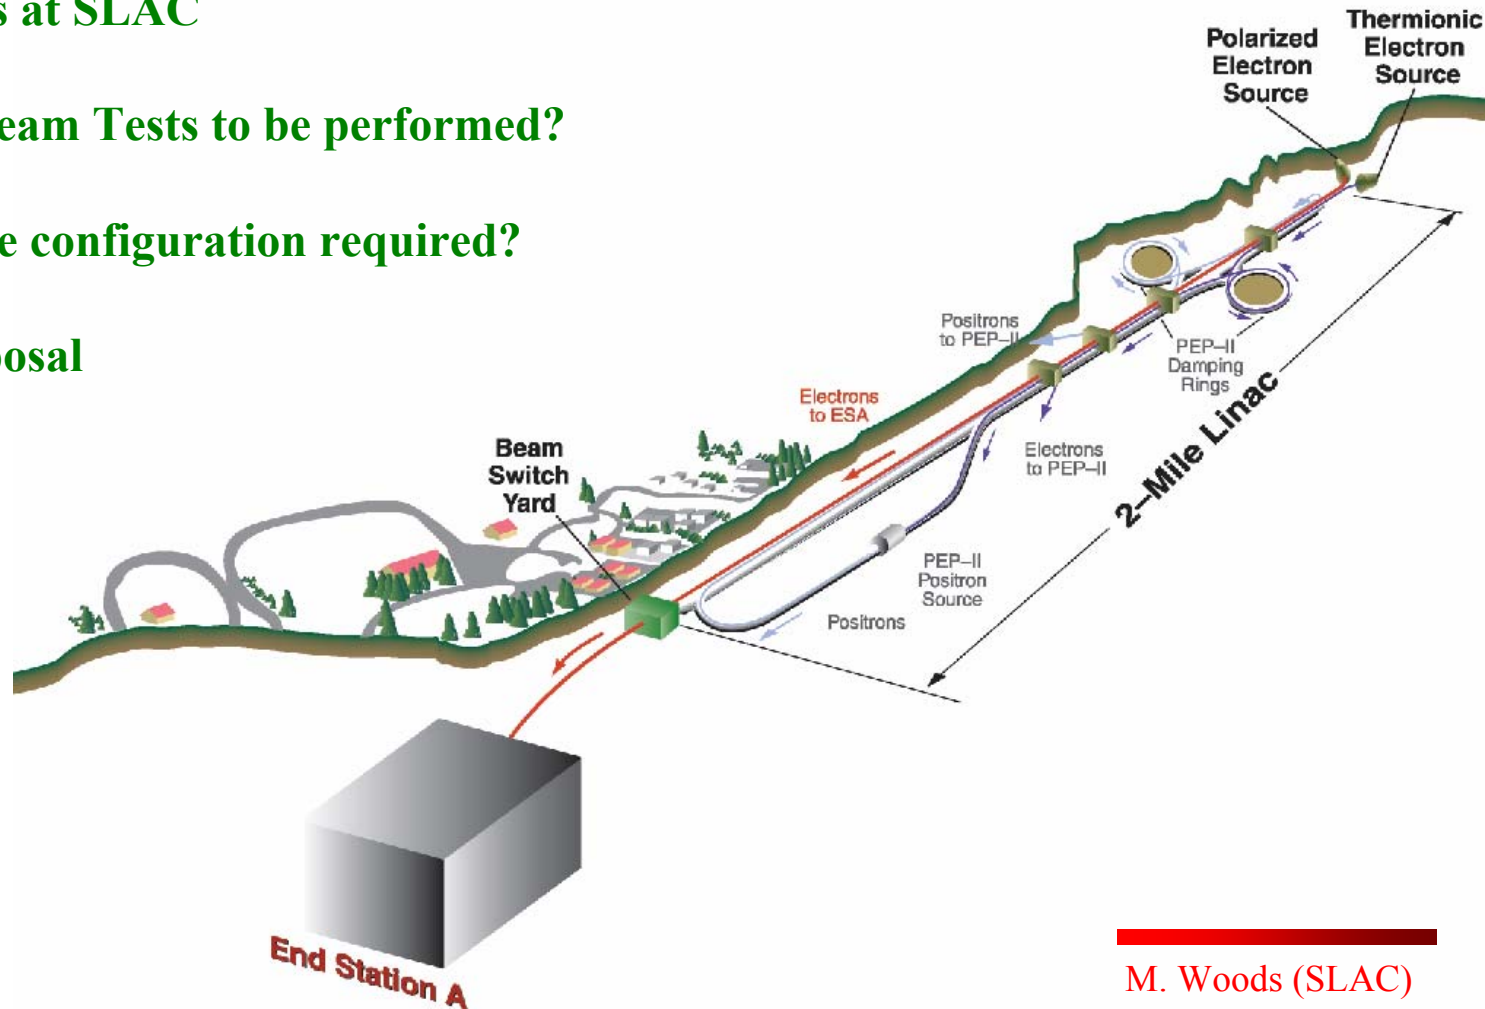 s at SLAC
eam Tests to be performed?
e configuration required?
posal
Thermionic
Electron
Source
Polarized
Electron
Source
Positrons
to PEP–II
PEP–II
Damping
Rings
Electrons
to ESA
Electrons
to PEP–II
2–Mile Linac
Beam
Switch
Yard
PEP–II
Positron
Source
Positrons
End Station A
M. Woods (SLAC)